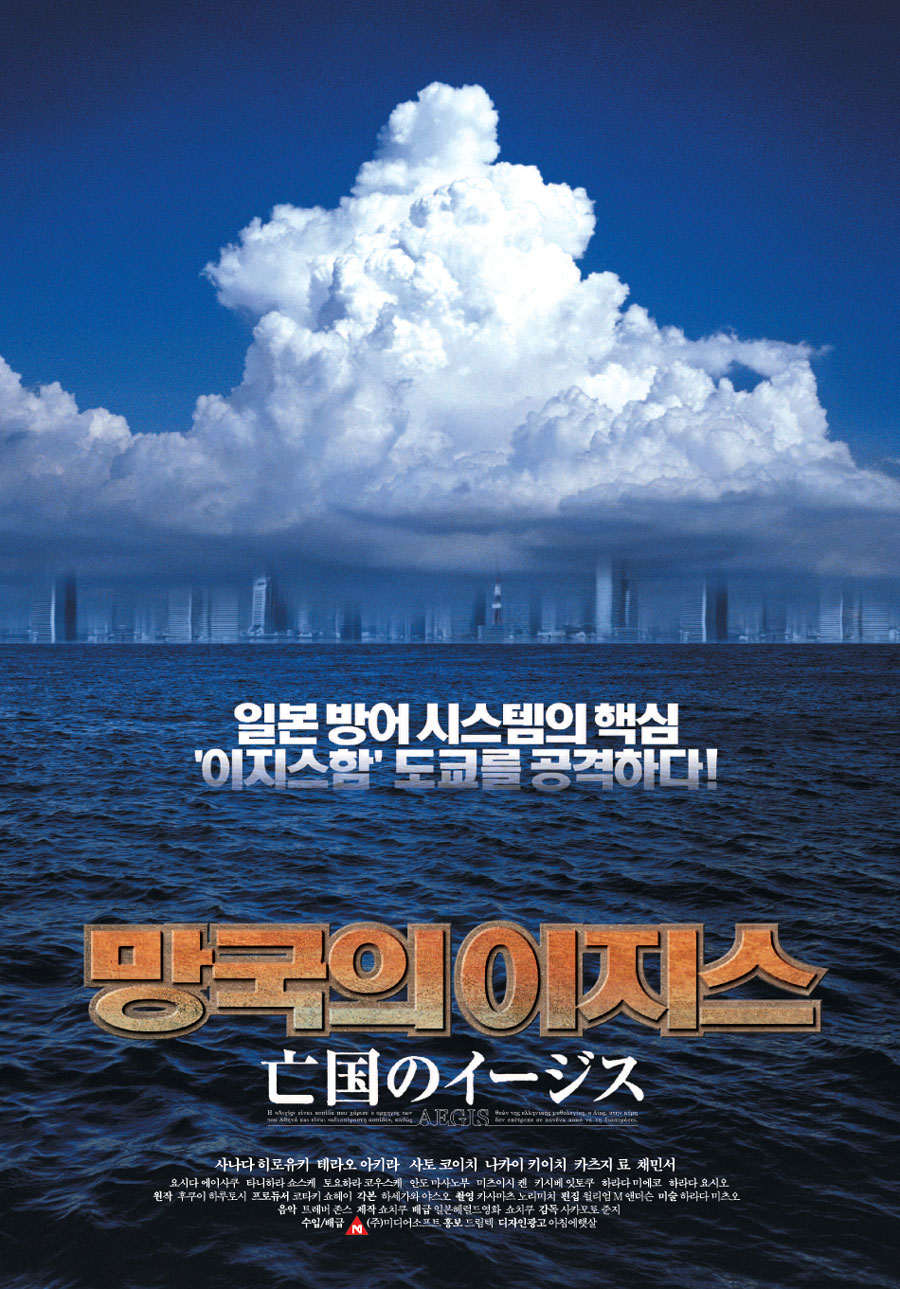 일본 방어 시스템의 핵심
'이지스함' 도쿄를 공격하다!
망국의 이지스
亡国のイージス
AEGIS
사나다 히로유키 테라오 아키라 사토 코이치 나카이 키이치 카츠지 료 채민서
요시다 에이사쿠 타니하라 쇼스케 토요하라 코우스케 안도 마사노부 미츠이시 켄 키시베 잇토쿠 하라다 미에코 하라다 요시오
원작 후쿠이 하루토시 프로듀서 코타키 쇼헤이 각본 하세가와 야스오 촬영 카사마츠 노리미치 편집 윌리엄 M 앤더슨 미술 하라다 미츠오
음악 트레버 존스 제작 쇼치쿠 배급 일본헤럴드영화 쇼치쿠 감독 사카모토 준지
수입/배급 M (주)미디어소프트 홍보 드림텍 디자인광고 아침에햇살